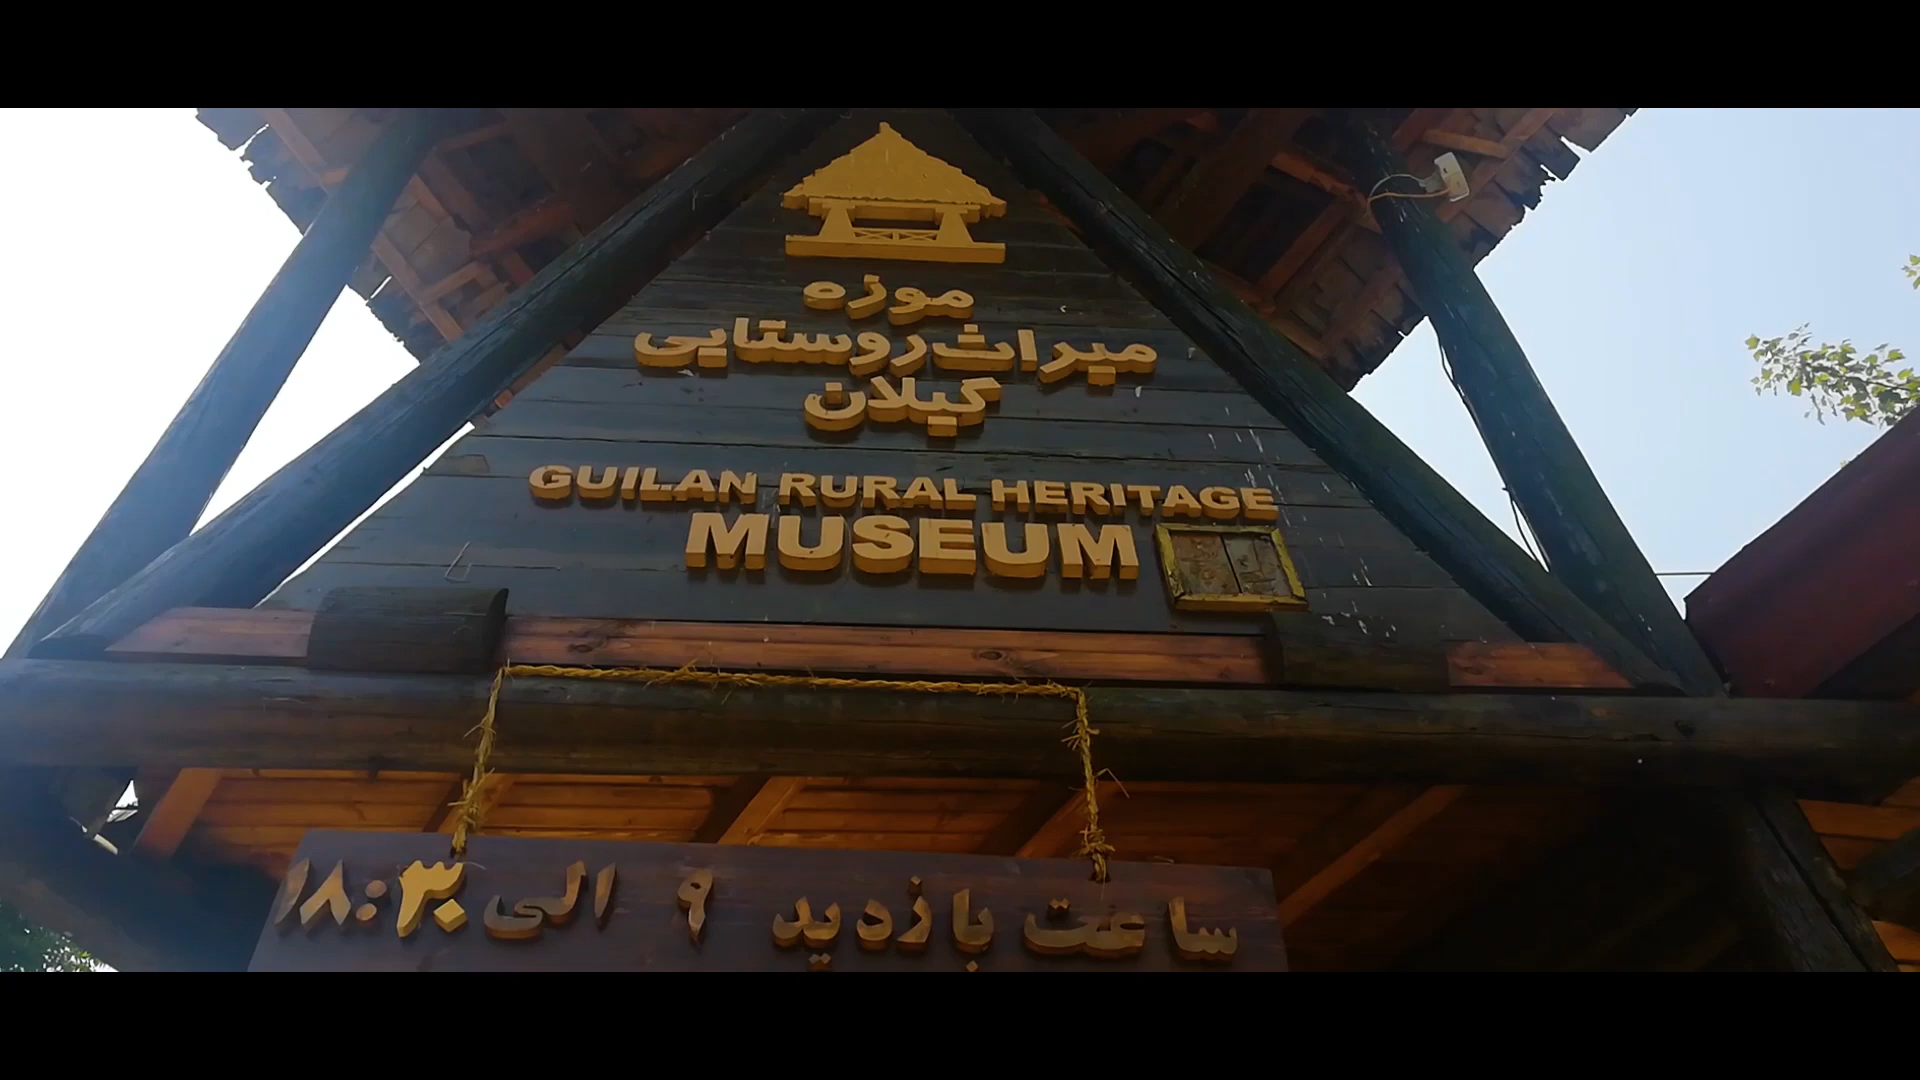 موزه
میراث روستایی
گیلان
GUILAN RURAL HERITAGE
MUSEUM
ساعت بازدید ۹ الی ۱۸:۳۰